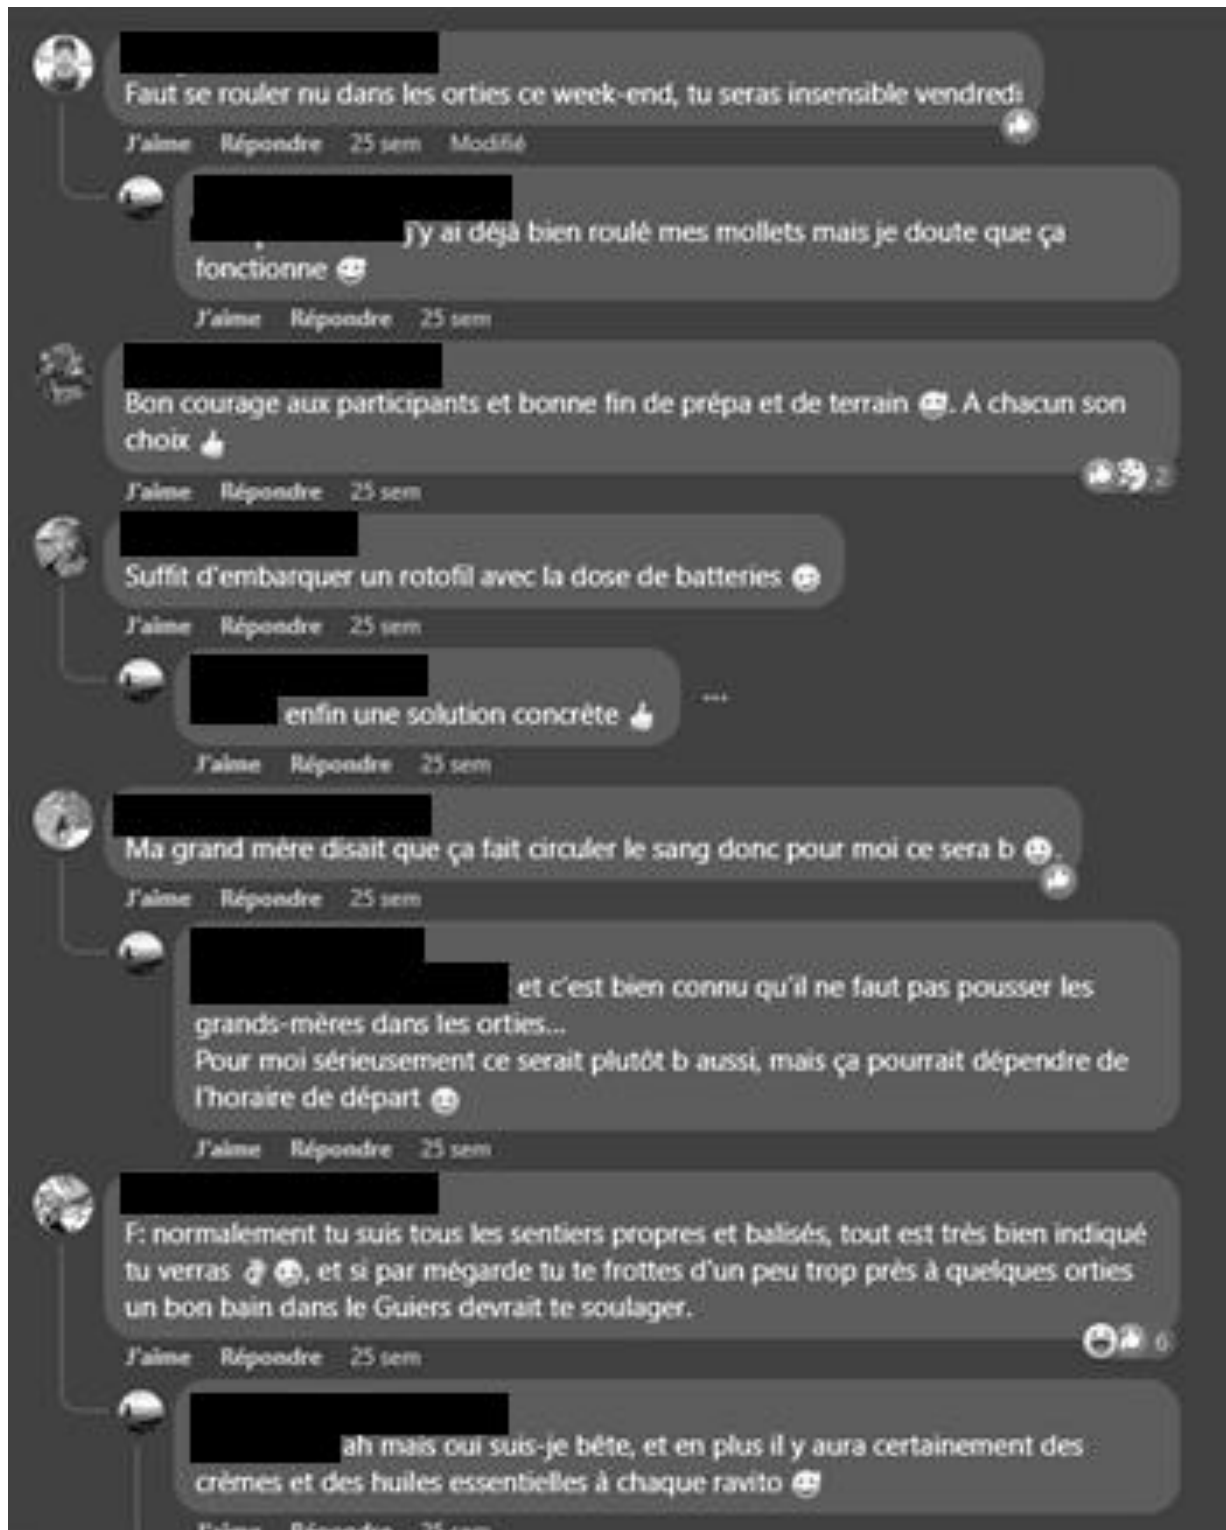 Faut se rouler nu dans les orties ce week-end, tu seras insensible vendredi
J'aime Répondre 25 sem Modifié
j'y ai déjà bien roulé mes mollets mais je doute que ça
fonctionne 😅
J'aime Répondre 25 sem
Bon courage aux participants et bonne fin de prépa et de terrain 😅. A chacun son
choix 👍
2
J'aime Répondre 25 sem
Suffit d'embarquer un rotofil avec la dose de batteries
J'aime Répondre 25 sem
enfin une solution concrète 👍
J'aime Répondre 25 sem
Ma grand mère disait que ça fait circuler le sang donc pour moi ce sera b
J'aime Répondre 25 sem
et c'est bien connu qu'il ne faut pas pousser les
grands-mères dans les orties...
Pour moi sérieusement ce serait plutôt b aussi, mais ça pourrait dépendre de
l'horaire de départ
J'aime Répondre 25 sem
F: normalement tu suis tous les sentiers propres et balisés, tout est très bien indiqué
tu verras , et si par mégarde tu te frottes d'un peu trop près à quelques orties
un bon bain dans le Guiers devrait te soulager.
6
J'aime Répondre 25 sem
ah mais oui suis-je bête, et en plus il y aura certainement des
crèmes et des huiles essentielles à chaque ravito 😅
J'aime Répondre 25 sem